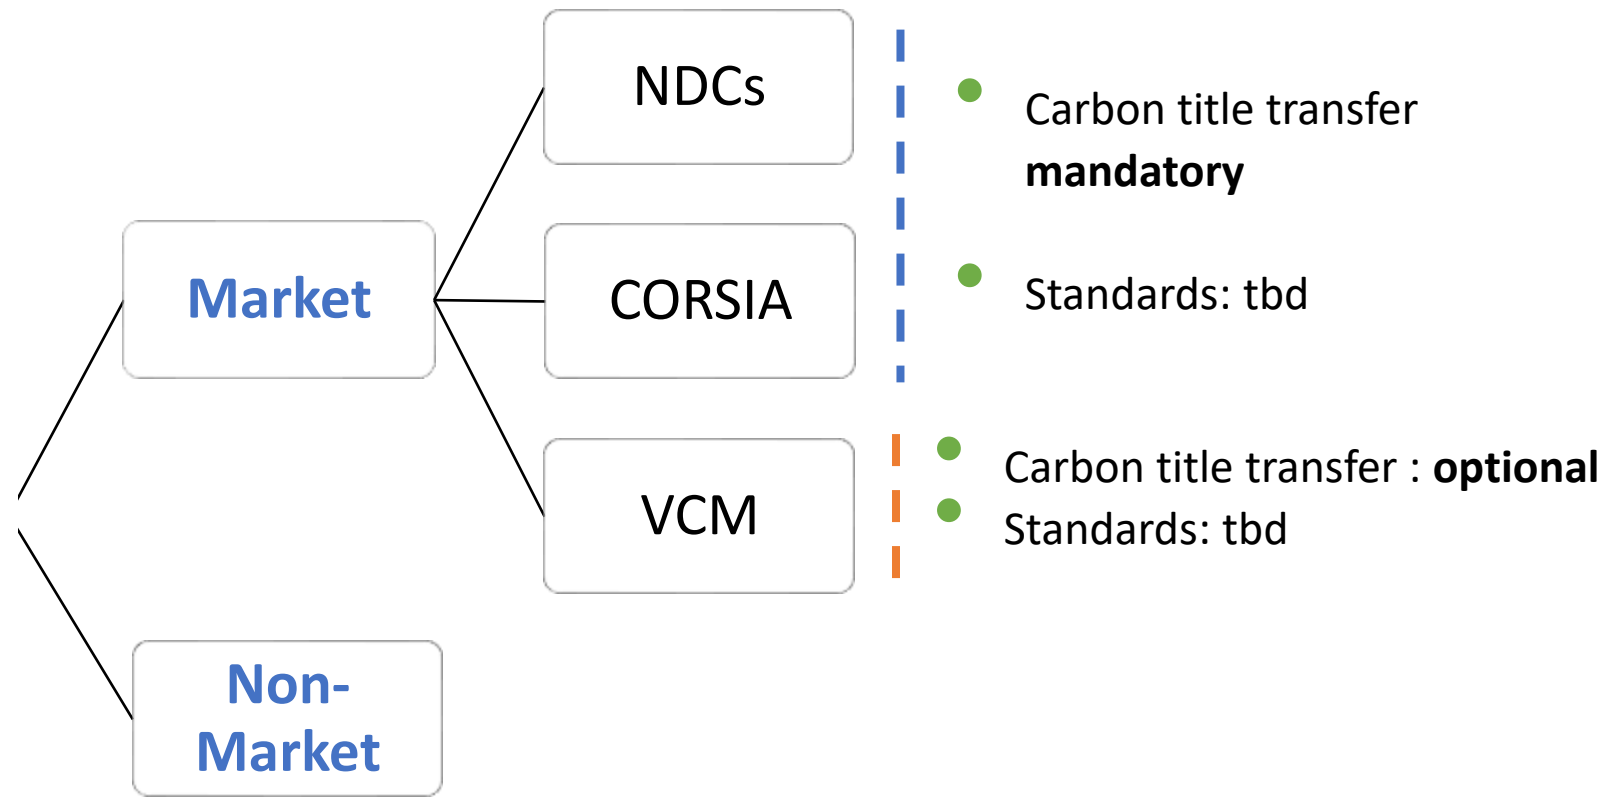 NDCs
Carbon title transfer
mandatory
Market
CORSIA
Standards: tbd
VCM
Carbon title transfer : optional
Standards: tbd
Non-
Market